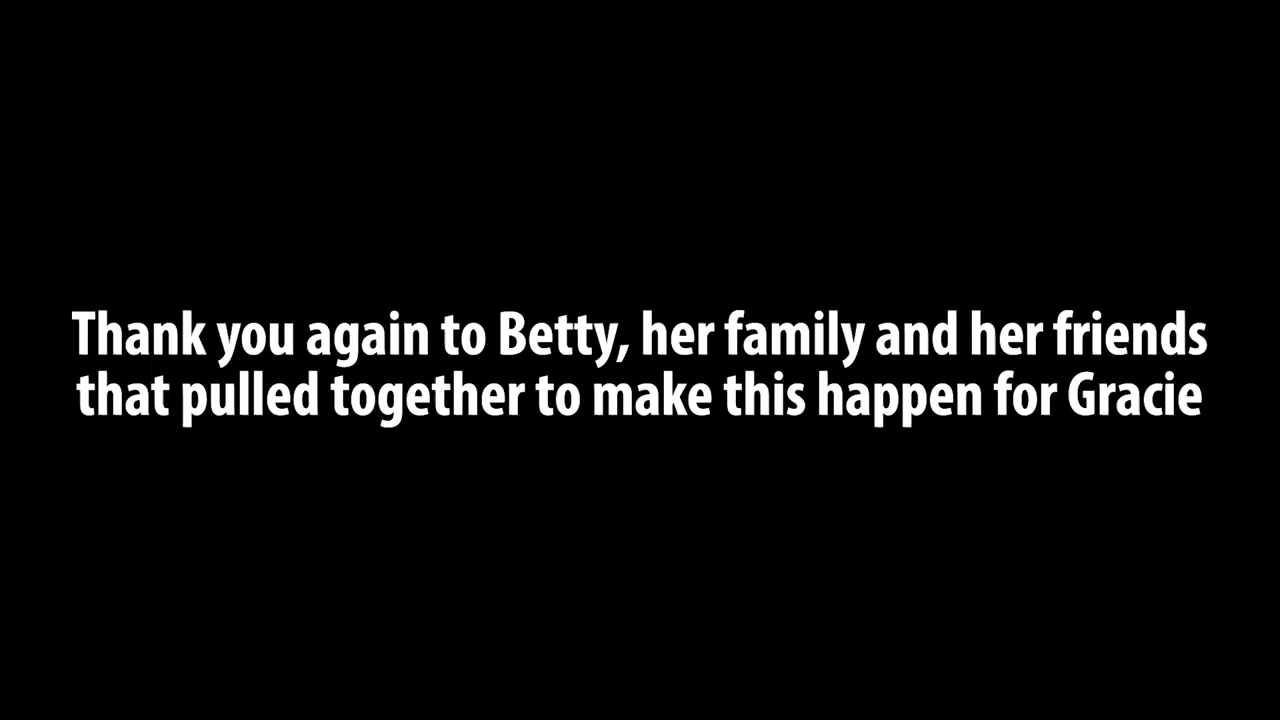 Thank you again to Betty, her family and her friends
that pulled together to make this happen for Gracie